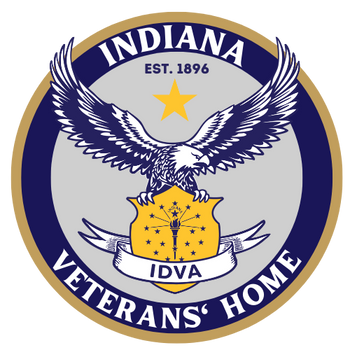 INDIANA
EST. 1896
IDVA
VETERANS‘ HOME